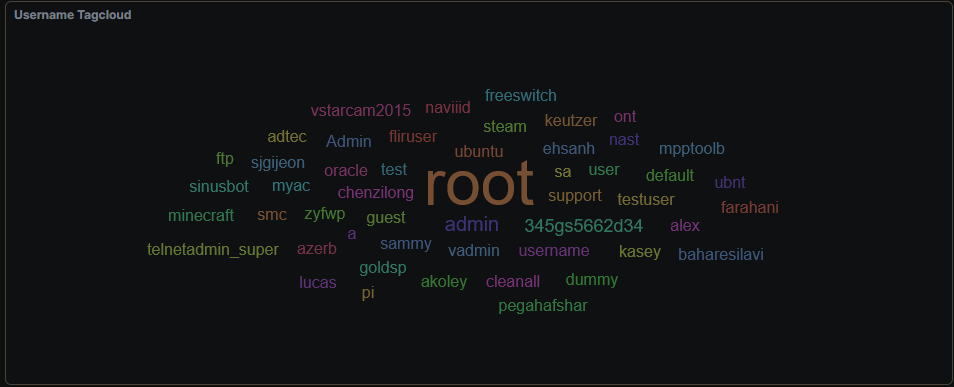 Username Tagcloud
freeswitch
vstarcam2015 naviiid
steam keutzer ont
adtec Admin fliruser nast
ubuntu ehsanh mpptoolb
ftp sjgijeon oracle test sa user default ubnt
sinusbot myac chenzilong root support testuser farahani
minecraft smc zyfwp guest admin 345gs5662d34 alex
a
telnetadmin_super azerb sammy vadmin username kasey baharesilavi
goldsp
lucas pi akoley cleanall dummy
pegahafshar